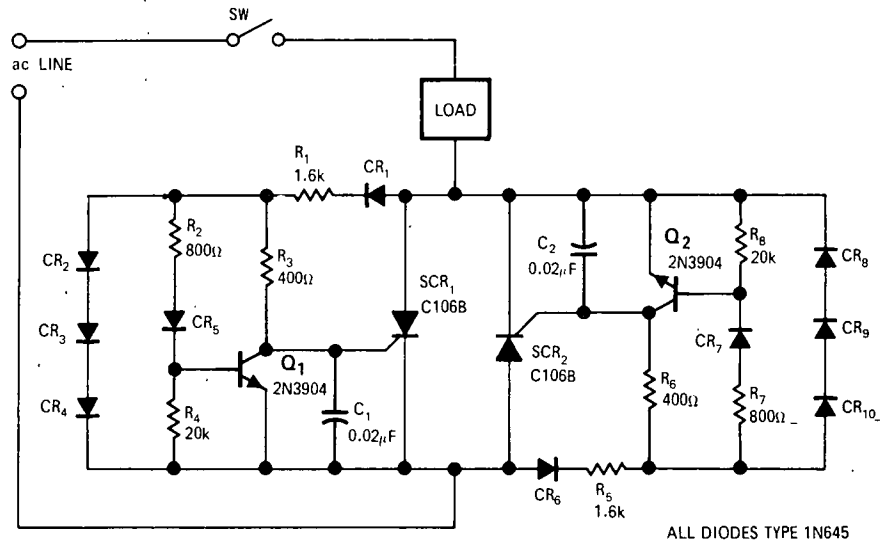 SW
ac LINE
LOAD
R1
1.6k
CR1
R2
800Ω
R3
400Ω
CR2
CR3
CR4
CR5
SCR1
C106B
Q1
2N3904
R4
20k
C1
0.02μF
C2
0.02μF
Q2
2N3904
R8
20k
CR8
CR9
CR10
SCR2
C106B
CR7
R6
400Ω
R7
800Ω
CR6
R5
1.6k
ALL DIODES TYPE 1N645